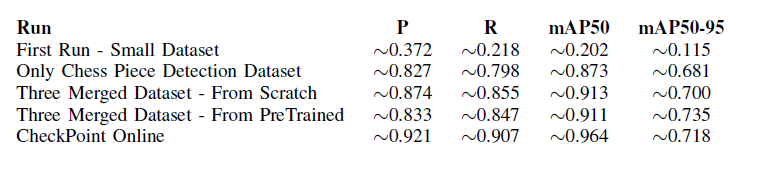 Run P R mAP50 mAP50-95
First Run - Small Dataset ∼0.372 ∼0.218 ∼0.202 ∼0.115
Only Chess Piece Detection Dataset ∼0.827 ∼0.798 ∼0.873 ∼0.681
Three Merged Dataset - From Scratch ∼0.874 ∼0.855 ∼0.913 ∼0.700
Three Merged Dataset - From PreTrained ∼0.833 ∼0.847 ∼0.911 ∼0.735
CheckPoint Online ∼0.921 ∼0.907 ∼0.964 ∼0.718